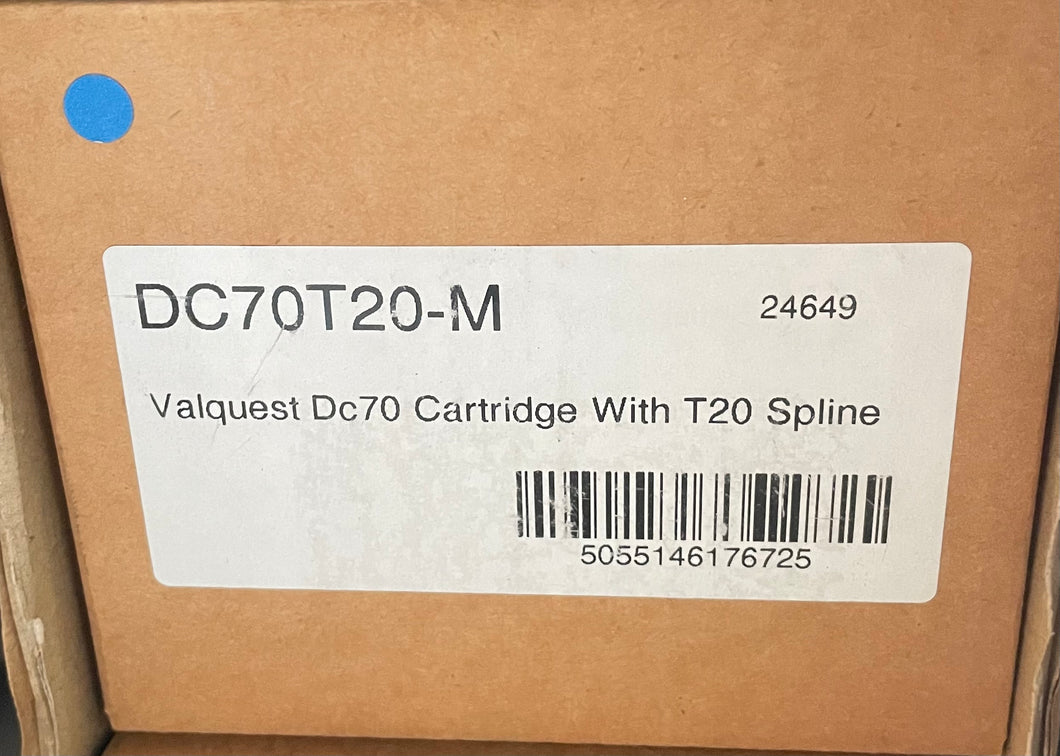 DC70T20-M
24649
Valquest Dc70 Cartridge With T20 Spline
5055146176725